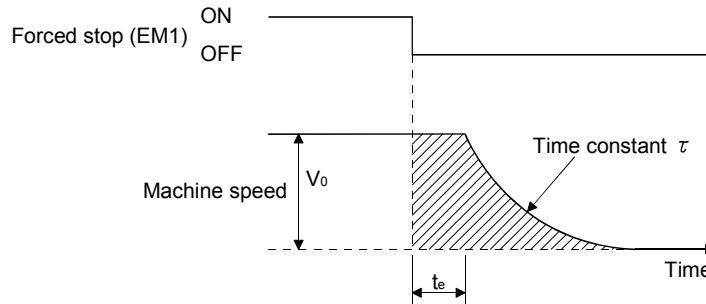 ON
Forced stop (EM1)
OFF
Time constant τ
V0
Machine speed
Time
te